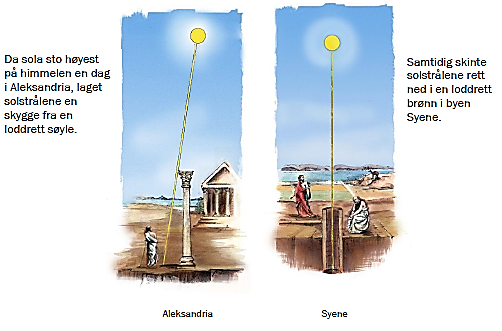 Da sola sto høyest
på himmelen en dag
i Aleksandria, laget
solstrålene en
skygge fra en
loddrett søyle.
Samtidig skinte
solstrålene rett
ned i en loddrett
brønn i byen
Syene.
Aleksandria
Syene